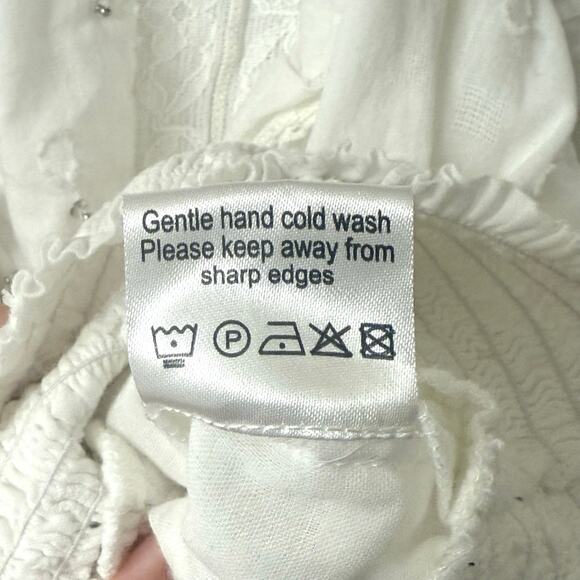 Gentle hand cold wash
Please keep away from
sharp edges
P